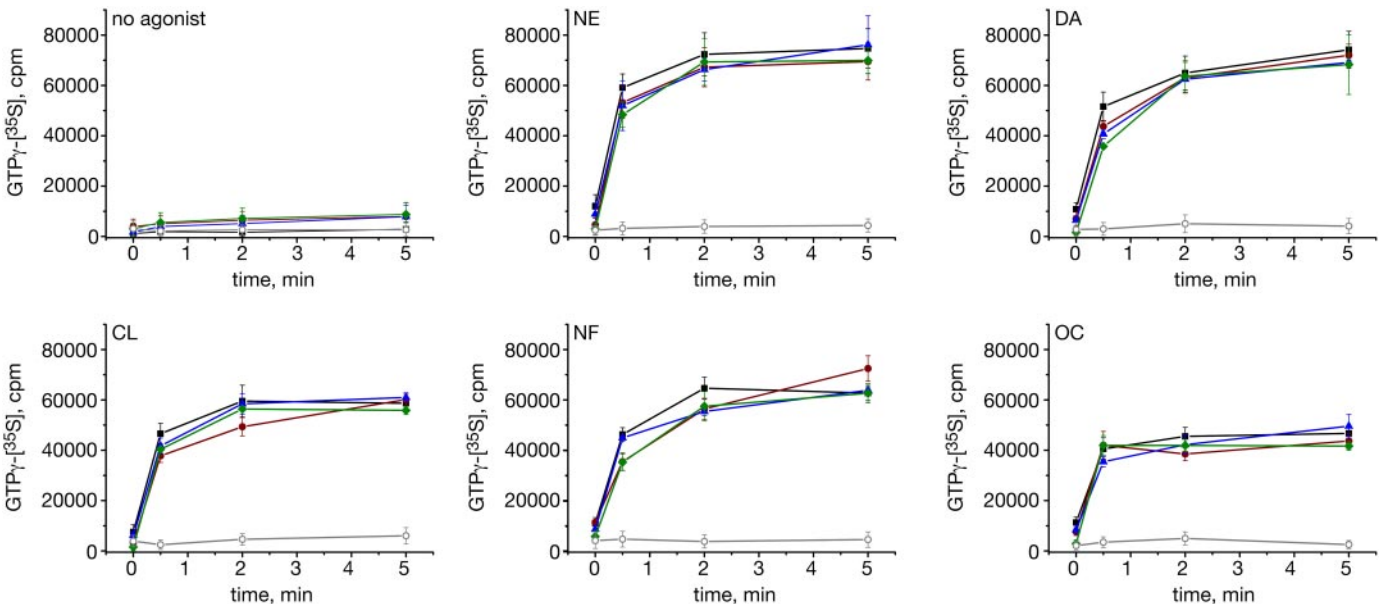 no agonist
80000
60000
40000
20000
0
GTPγ-[³⁵S], cpm
0 1 2 3 4 5
time, min
NE
80000
60000
40000
20000
0
GTPγ-[³⁵S], cpm
0 1 2 3 4 5
time, min
DA
80000
60000
40000
20000
0
GTPγ-[³⁵S], cpm
0 1 2 3 4 5
time, min
CL
80000
60000
40000
20000
0
GTPγ-[³⁵S], cpm
0 1 2 3 4 5
time, min
NF
80000
60000
40000
20000
0
GTPγ-[³⁵S], cpm
0 1 2 3 4 5
time, min
OC
80000
60000
40000
20000
0
GTPγ-[³⁵S], cpm
0 1 2 3 4 5
time, min